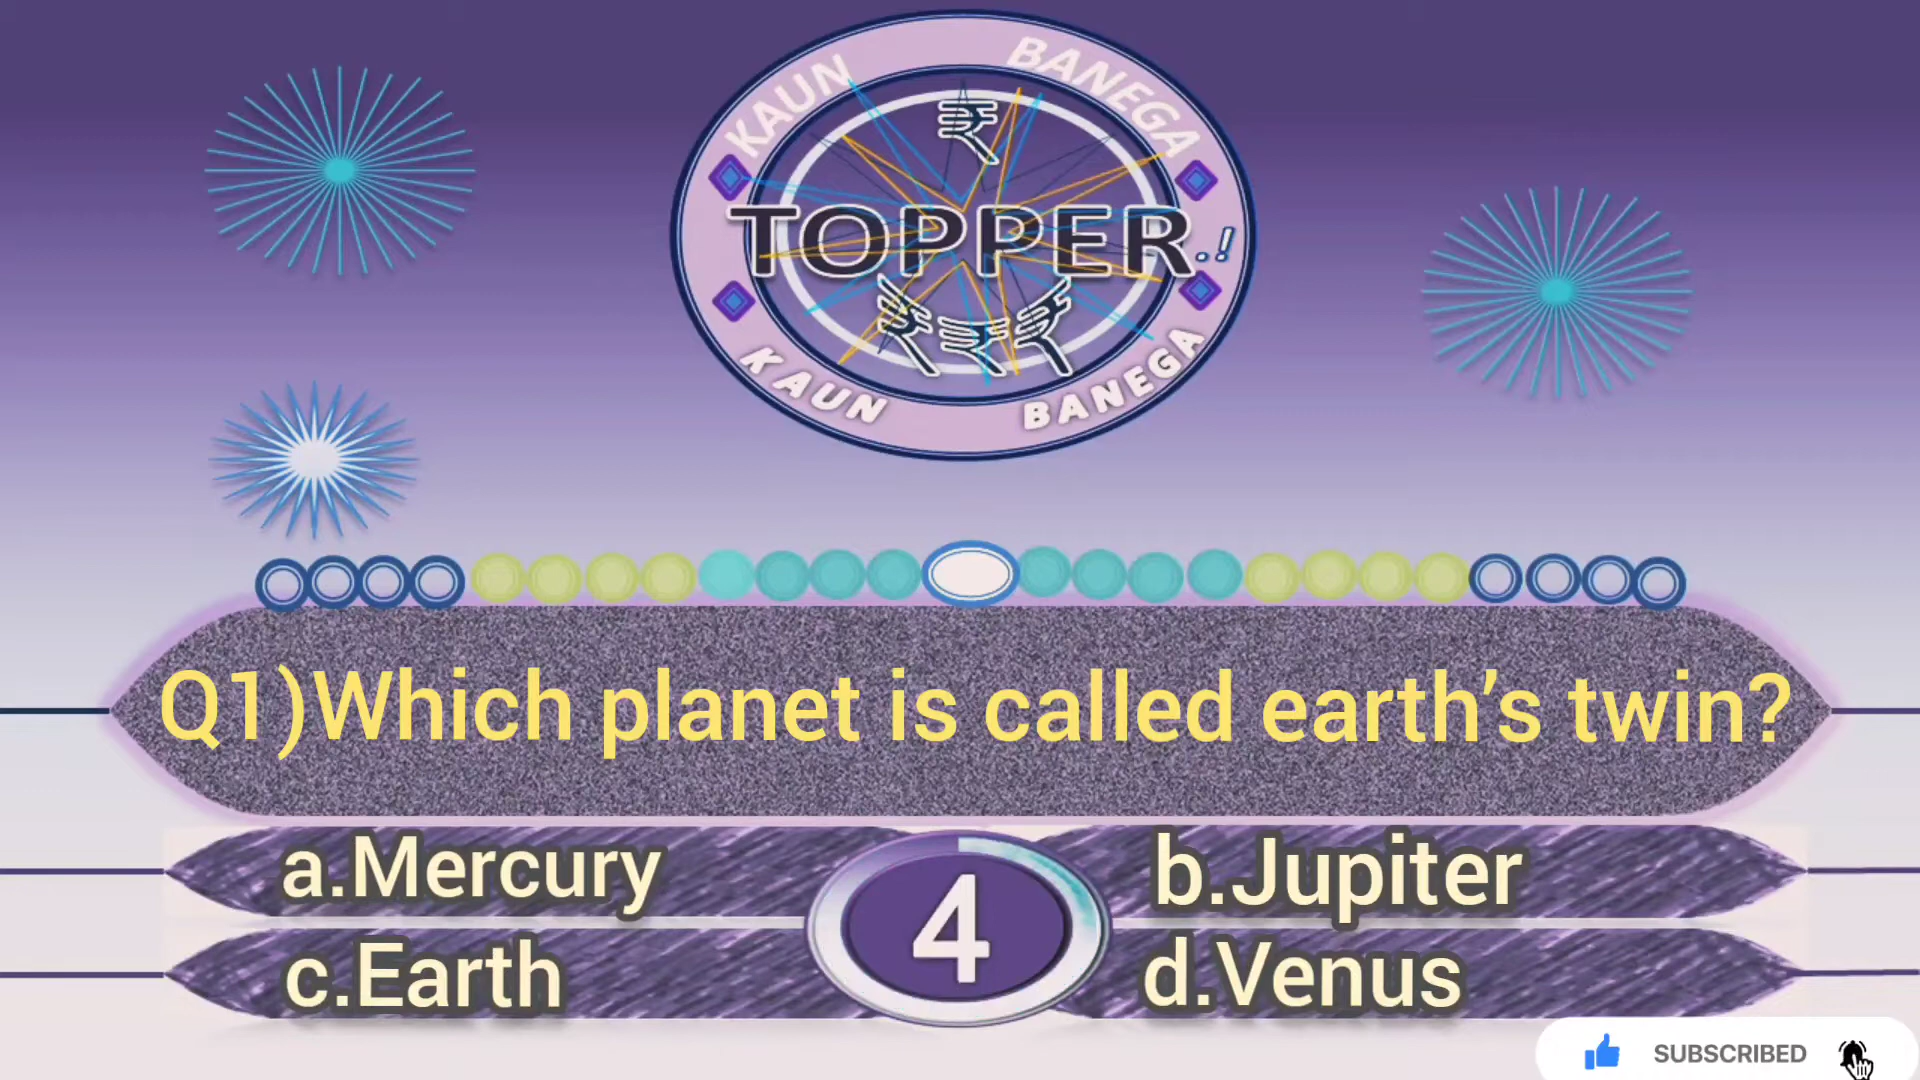 KAUN BANEGA
₹
TOPPER.!
₹₹₹
KAUN BANEGA
Q1)Which planet is called earth’s twin?
a.Mercury
b.Jupiter
4
c.Earth
d.Venus
SUBSCRIBED